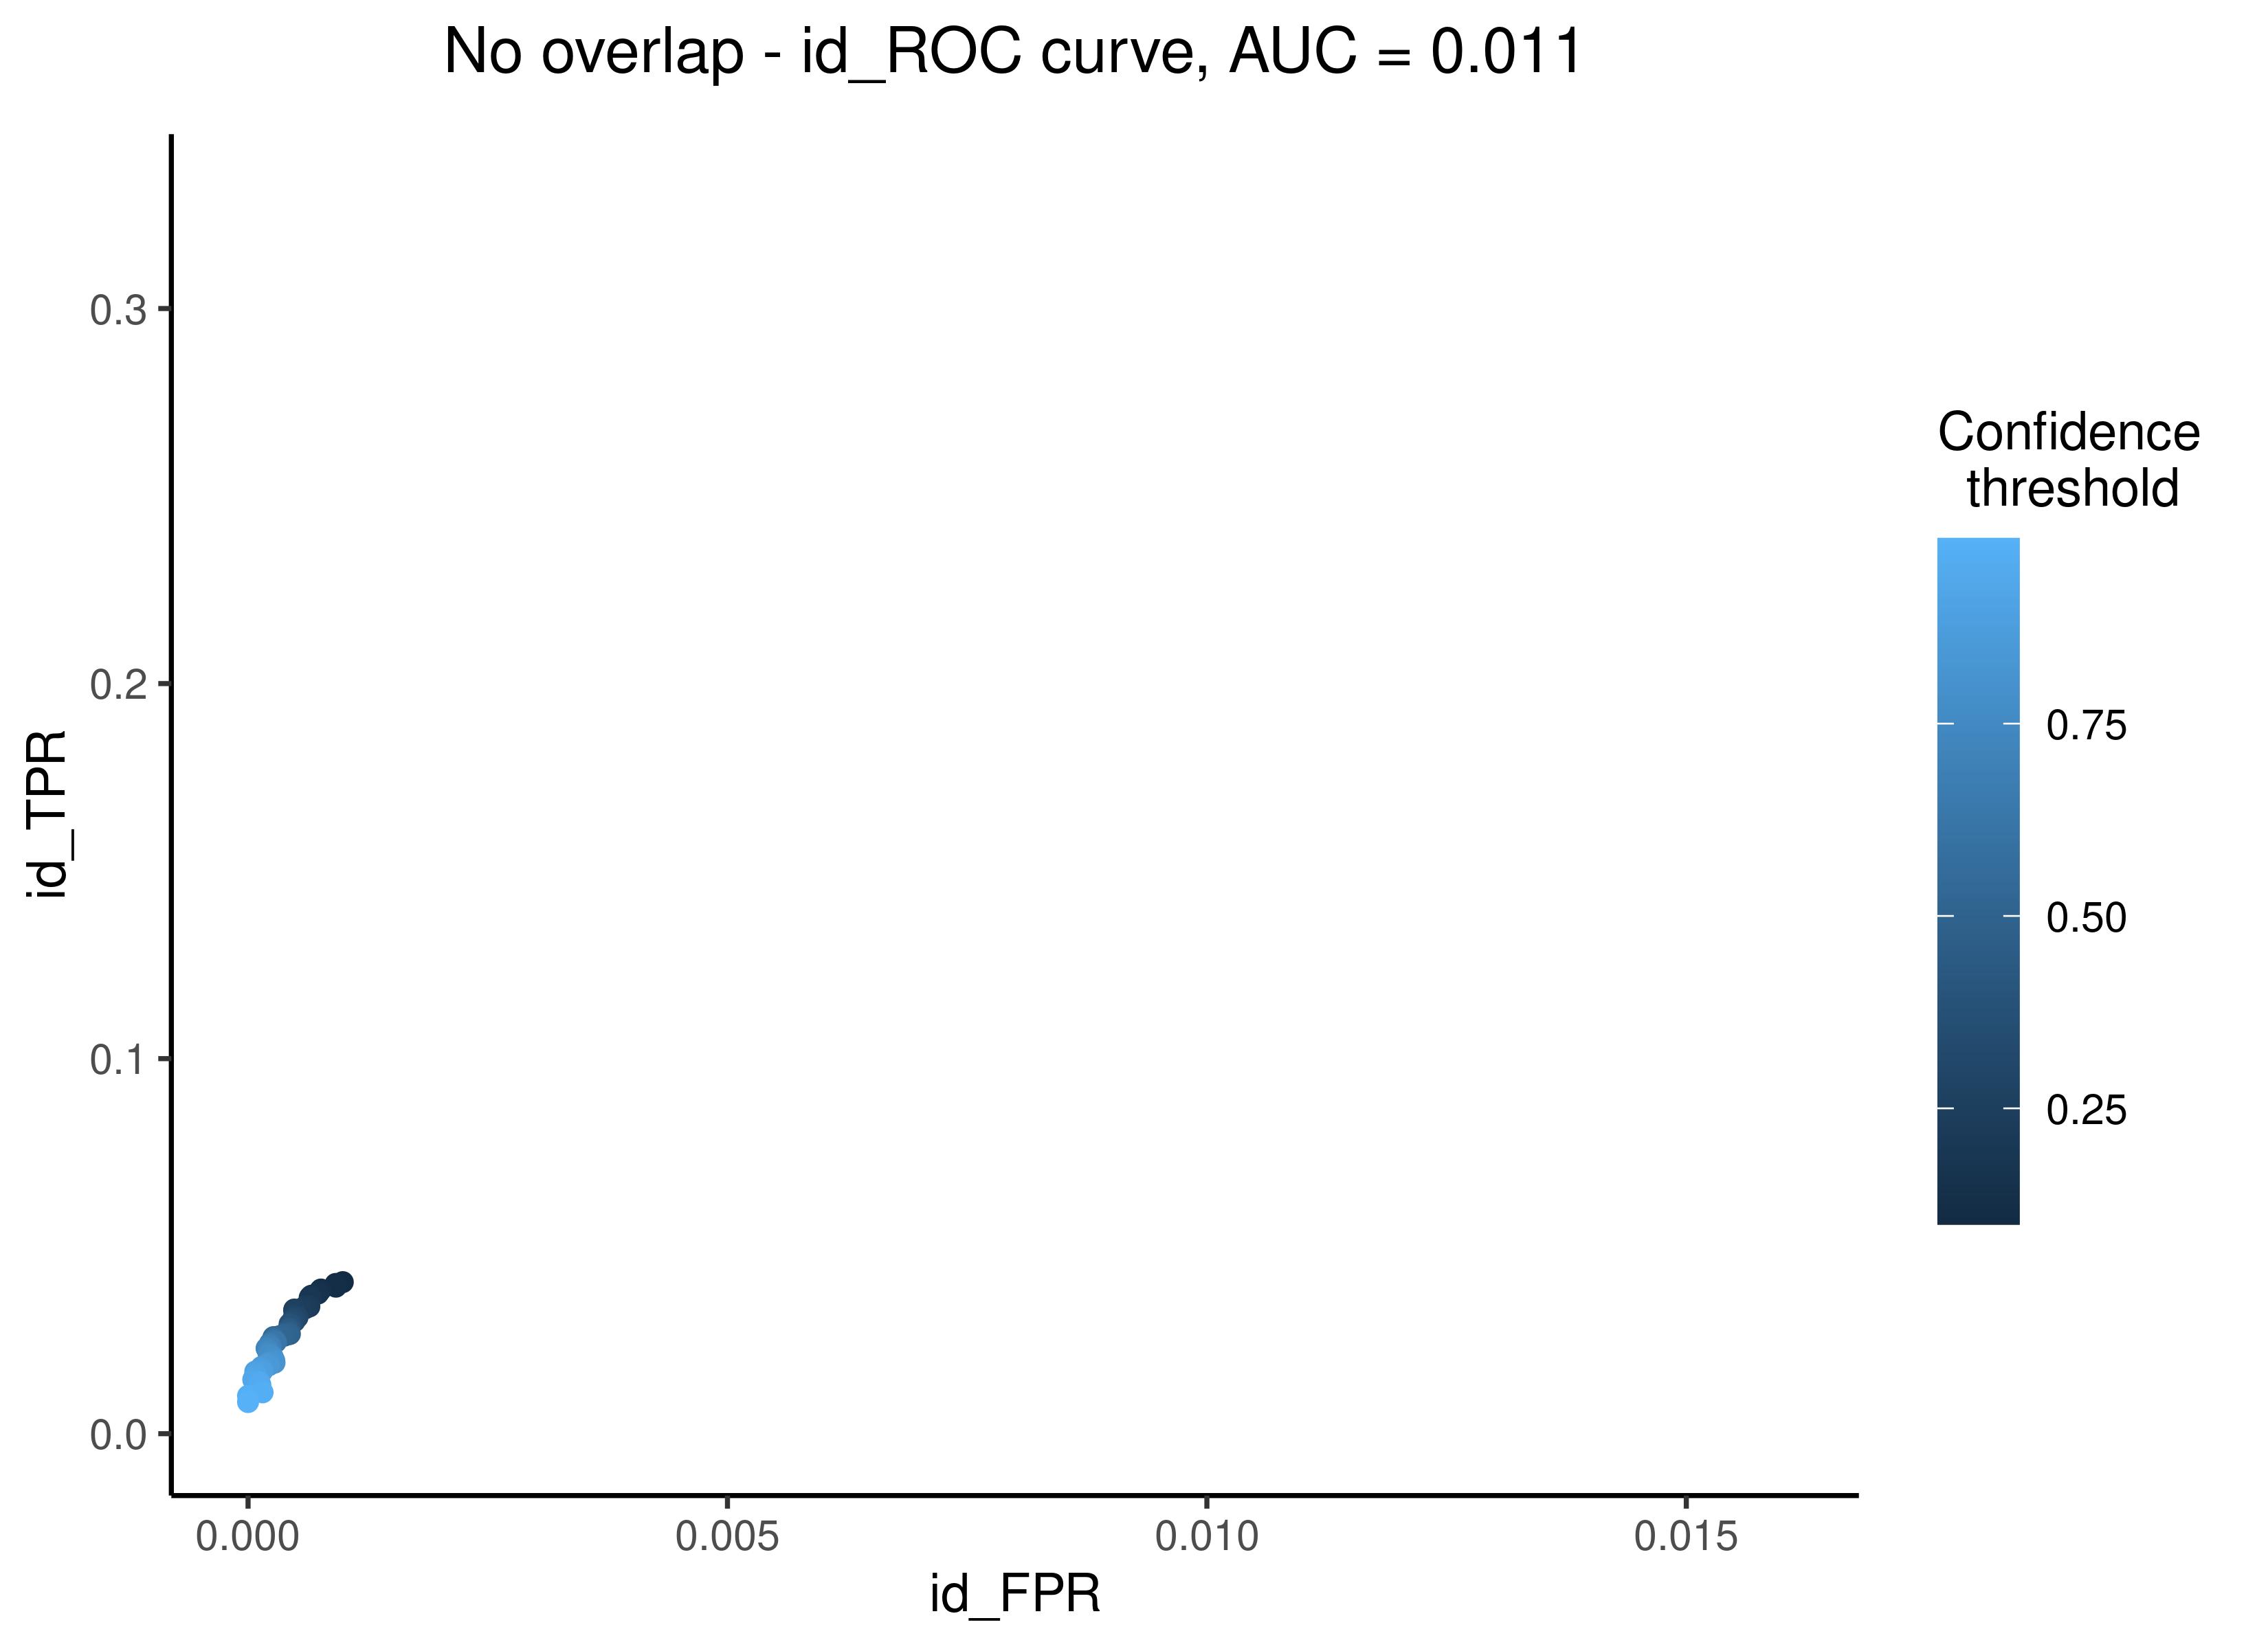 No overlap - id_ROC curve, AUC = 0.011
id_TPR
0.3
0.2
0.1
0.0
0.000 0.005 0.010 0.015
id_FPR
Confidence
threshold
0.75
0.50
0.25